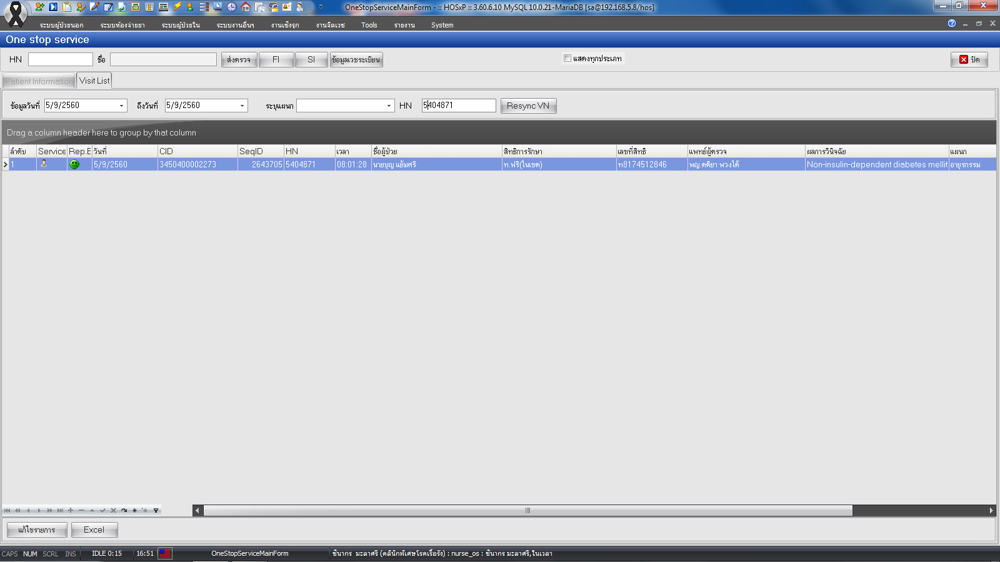 OneStopServiceMainForm - :: HOSxP :: 3.60.6.10 MySQL 10.0.21-MariaDB [sa@192.168.5.8/hos]
ระบบผู้ป่วยนอก ระบบห้องจ่ายยา ระบบผู้ป่วยใน ระบบงานอื่นๆ งานเชิงรุก งานจิตเวช Tools รายงาน System
One stop service
HN ชื่อ ส่งตรวจ FI SI ข้อมูลเวชระเบียน แสดงทุกประเภท ปิด
Patient Information Visit List
ข้อมูลวันที่ 5/9/2560 ถึงวันที่ 5/9/2560 ระบุแผนก HN 5404871 Resync VN
Drag a column header here to group by that column
ลำดับ Service Rep.E วันที่ CID SeqID HN เวลา ชื่อผู้ป่วย สิทธิการรักษา เลขที่สิทธิ แพทย์ผู้ตรวจ ผลการวินิจฉัย แผนก
1 5/9/2560 3450400002273 2643705 5404871 08:01:28 นายบุญ แย้มศรี ท.ฟรี(ในเขต) ท8174512846 พญ.ตติยา พวงใต้ Non-insulin-dependent diabetes mellit อายุรกรรม
แก้ไขรายการ Excel
CAPS NUM SCRL INS IDLE 0:15 16:51 OneStopServiceMainForm ชินากร มะลาศรี (คลินิกพิเศษโรคเรื้อรัง) : nurse_os : ชินากร มะลาศรี,ในเวลา